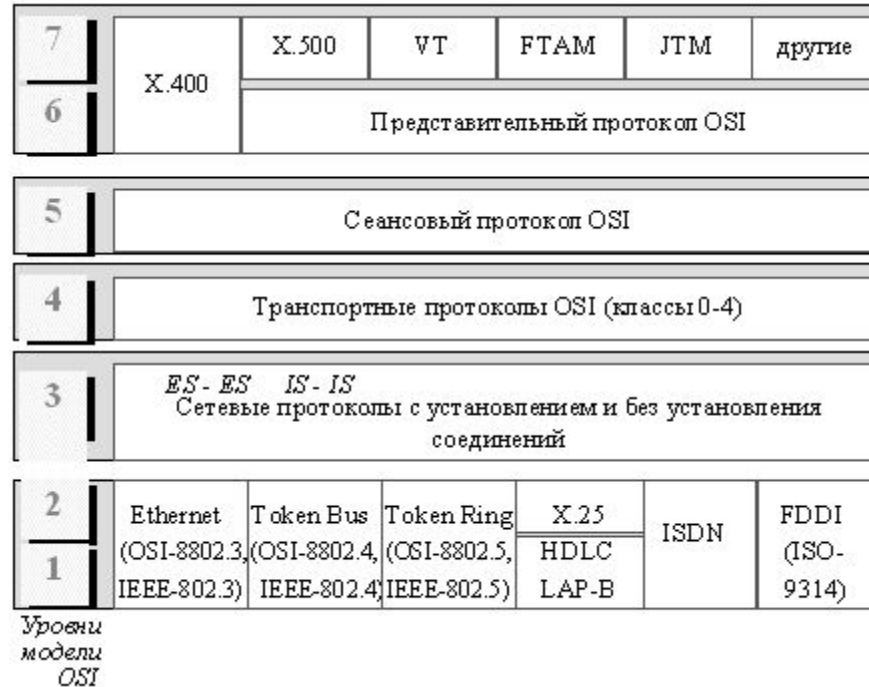 7
X.400
X.500
VT
FTAM
JTM
другие
6
Представительный протокол OSI
5
Сеансовый протокол OSI
4
Транспортные протоколы OSI (классы 0-4)
3
ES - ES IS - IS
Сетевые протоколы с установлением и без установления
соединений
2
1
Ethernet
(OSI-8802.3,
IEEE-802.3)
Token Bus
(OSI-8802.4,
IEEE-802.4)
Token Ring
(OSI-8802.5,
IEEE-802.5)
X.25
HDLC
LAP-B
ISDN
FDDI
(ISO-
9314)
Уровни
модели
OSI